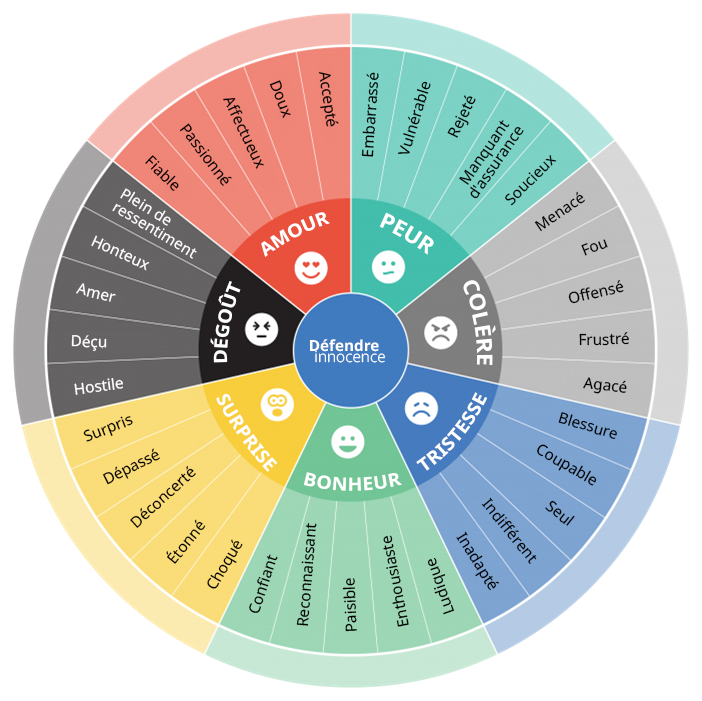 Défendre
innocence
AMOUR
Fiable
Passionné
Affectueux
Doux
Accepté
PEUR
Embarrassé
Vulnérable
Rejeté
Manquant
d'assurance
Soucieux
COLÈRE
Menacé
Fou
Offensé
Frustré
Agacé
TRISTESSE
Blessure
Coupable
Seul
Indifférent
Inadapté
BONHEUR
Ludique
Enthousiaste
Paisible
Reconnaissant
Confiant
SURPRISE
Choqué
Étonné
Déconcerté
Dépassé
Surpris
DÉGOÛT
Hostile
Déçu
Amer
Honteux
Plein de
ressentiment